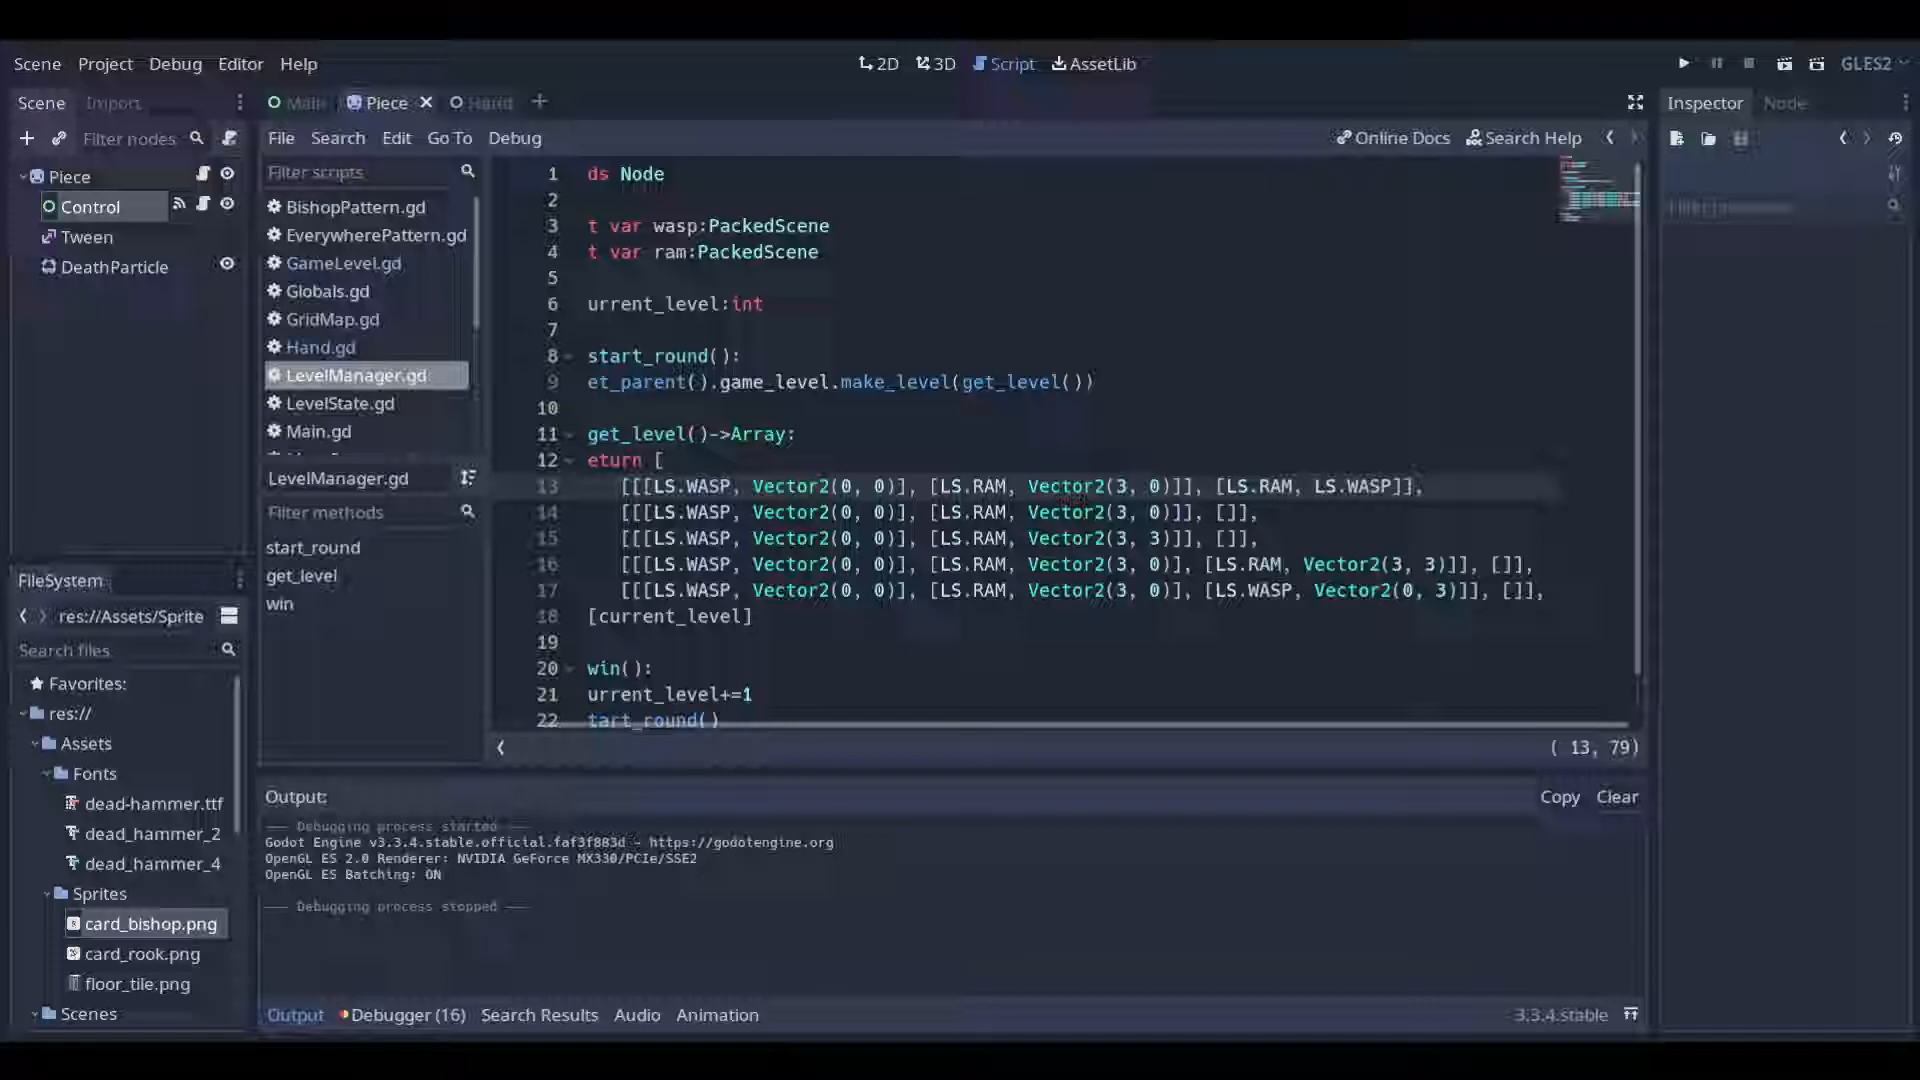 Scene Project Debug Editor Help
2D 3D Script AssetLib
GLES2
Scene Import
Filter nodes
Piece
Control
Tween
DeathParticle
FileSystem
res://Assets/Sprite
Search files
Favorites:
res://
Assets
Fonts
dead-hammer.ttf
dead_hammer_2
dead_hammer_4
Sprites
card_bishop.png
card_rook.png
floor_tile.png
Scenes
Main Piece Hand
File Search Edit Go To Debug
Online Docs Search Help
Filter scripts
BishopPattern.gd
EverywherePattern.gd
GameLevel.gd
Globals.gd
GridMap.gd
Hand.gd
LevelManager.gd
LevelState.gd
Main.gd
LevelManager.gd
Filter methods
start_round
get_level
win
1 ds Node
2
3 t var wasp:PackedScene
4 t var ram:PackedScene
5
6 urrent_level:int
7
8 start_round():
9 et_parent().game_level.make_level(get_level())
10
11 get_level()->Array:
12 eturn [
13 [[[LS.WASP, Vector2(0, 0)], [LS.RAM, Vector2(3, 0)]], [LS.RAM, LS.WASP]],
14 [[[LS.WASP, Vector2(0, 0)], [LS.RAM, Vector2(3, 0)]], []],
15 [[[LS.WASP, Vector2(0, 0)], [LS.RAM, Vector2(3, 3)]], []],
16 [[[LS.WASP, Vector2(0, 0)], [LS.RAM, Vector2(3, 0)], [LS.RAM, Vector2(3, 3)]], []],
17 [[[LS.WASP, Vector2(0, 0)], [LS.RAM, Vector2(3, 0)], [LS.WASP, Vector2(0, 3)]], []],
18 [current_level]
19
20 win():
21 urrent_level+=1
22 tart_round()
( 13, 79)
Output:
Copy Clear
--- Debugging process started ---
Godot Engine v3.3.4.stable.official.faf3f883d - https://godotengine.org
OpenGL ES 2.0 Renderer: NVIDIA GeForce MX330/PCIe/SSE2
OpenGL ES Batching: ON
--- Debugging process stopped ---
Output Debugger (16) Search Results Audio Animation
3.3.4.stable
Inspector Node